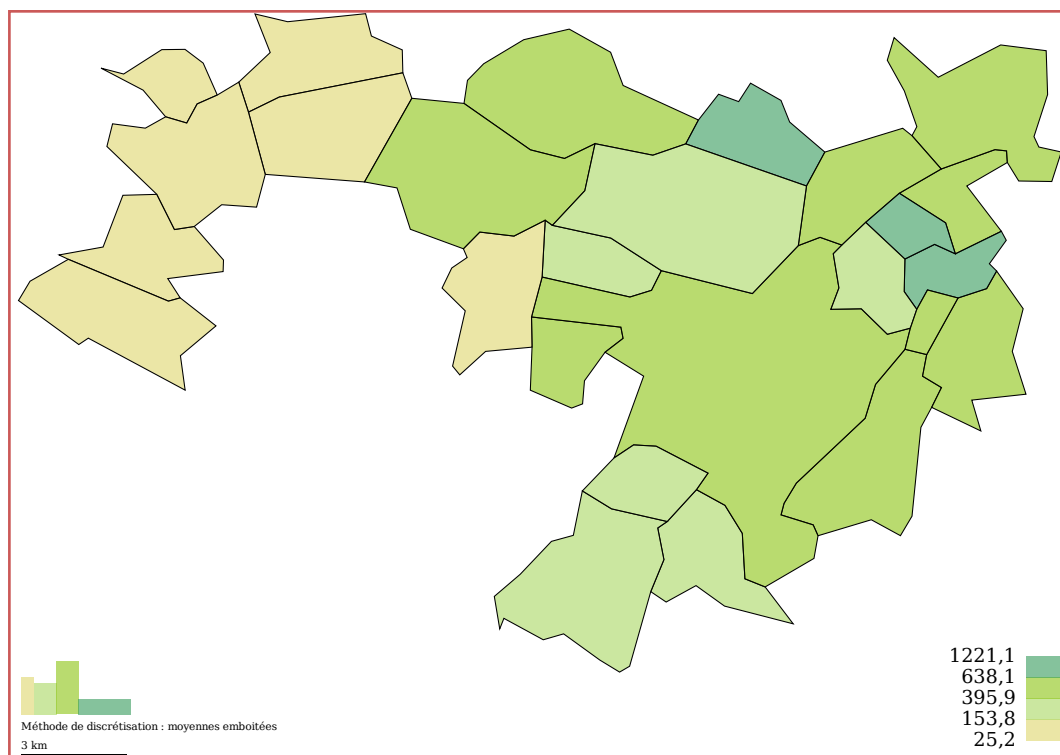 1221,1
638,1
395,9
153,8
25,2
Méthode de discrétisation : moyennes emboitées
3 km